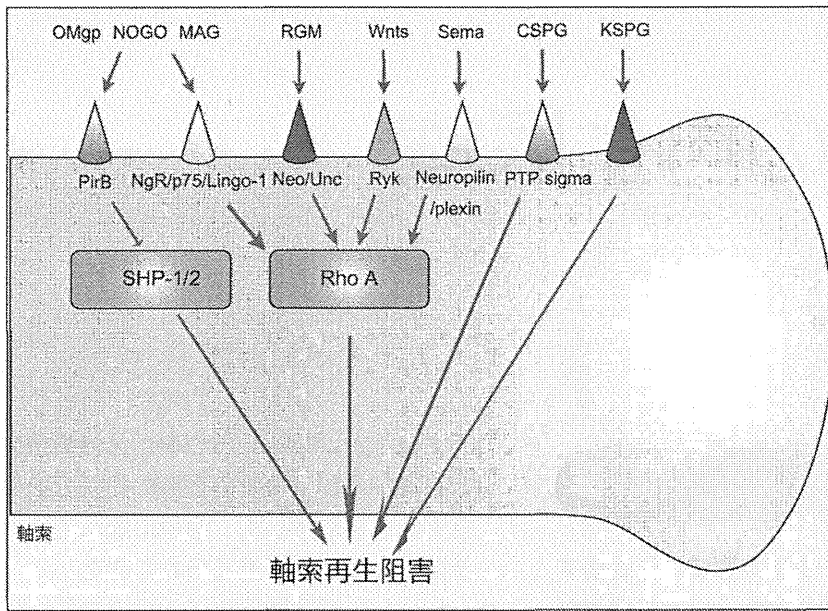 OMgp NOGO MAG RGM Wnts Sema CSPG KSPG
PirB NgR/p75/Lingo-1 Neo/Unc Ryk Neuropilin PTP sigma
/plexin
SHP-1/2 Rho A
軸索
軸索再生阻害